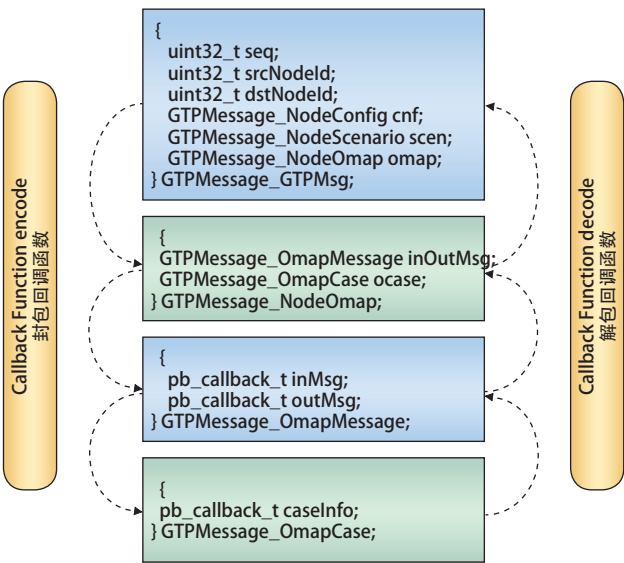 Callback Function encode
封包回调函数
{
uint32_t seq;
uint32_t srcNodeId;
uint32_t dstNodeId;
GTPMessage_NodeConfig cnf;
GTPMessage_NodeScenario scen;
GTPMessage_NodeOmap omap;
} GTPMessage_GTPMsg;
{
GTPMessage_OmapMessage inOutMsg;
GTPMessage_OmapCase ocase;
} GTPMessage_NodeOmap;
{
pb_callback_t inMsg;
pb_callback_t outMsg;
} GTPMessage_OmapMessage;
{
pb_callback_t caseInfo;
} GTPMessage_OmapCase;
Callback Function decode
解包回调函数